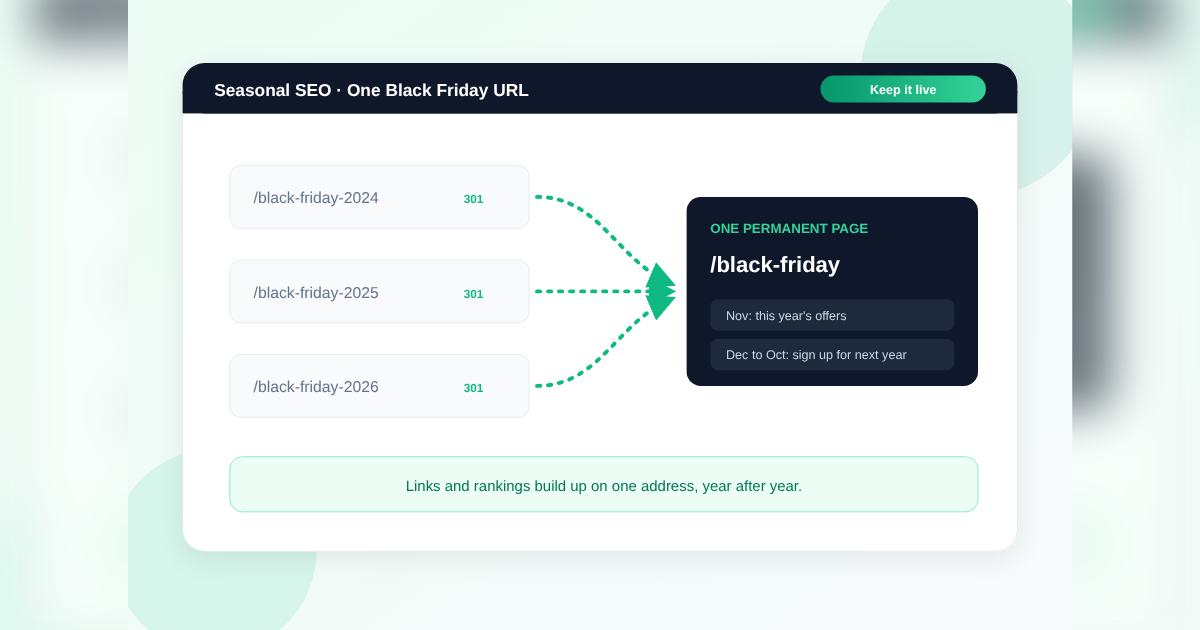 Seasonal SEO · One Black Friday URL
Keep it live
/black-friday-2024 301
/black-friday-2025 301
/black-friday-2026 301
ONE PERMANENT PAGE
/black-friday
Nov: this year's offers
Dec to Oct: sign up for next year
Links and rankings build up on one address, year after year.